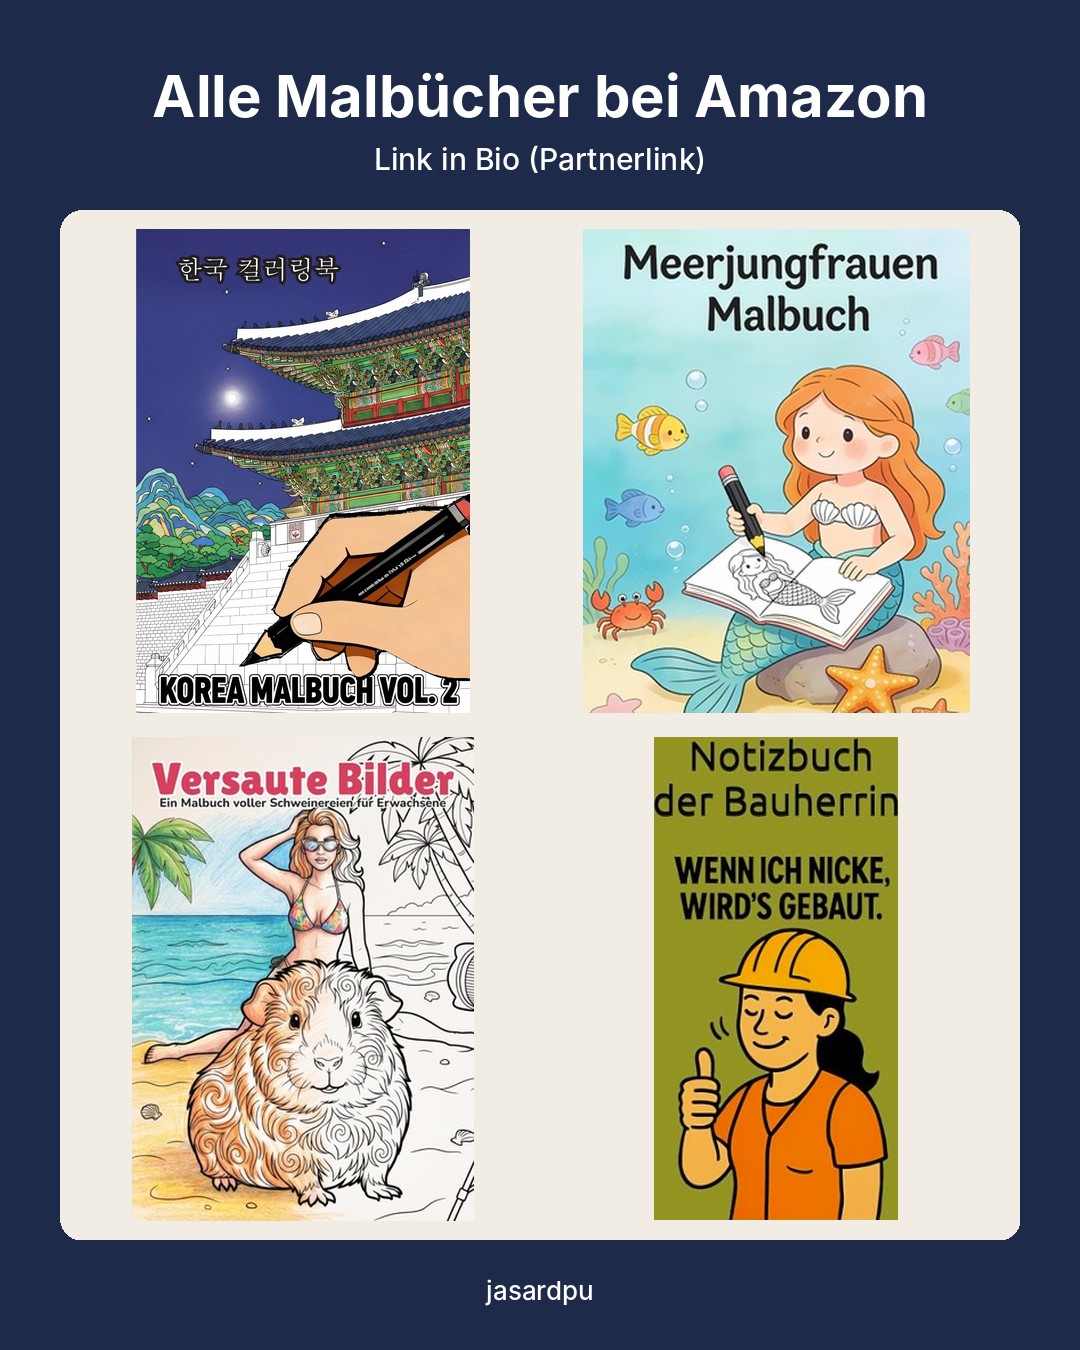 Alle Malbücher bei Amazon
Link in Bio (Partnerlink)
한국 컬러링북
KOREA MALBUCH VOL. 2
Meerjungfrauen
Malbuch
Versaute Bilder
Ein Malbuch voller Schweinereien für Erwachsene
Notizbuch
der Bauherrin
WENN ICH NICKE,
WIRD'S GEBAUT.
jasardpu